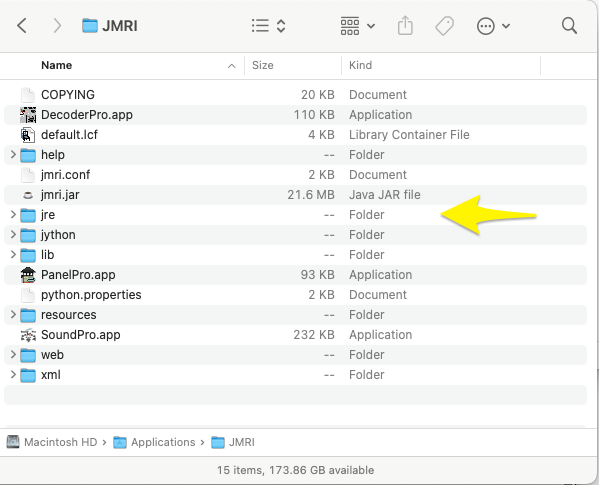 JMRI
Name Size Kind
COPYING 20 KB Document
DecoderPro.app 110 KB Application
default.lcf 4 KB Library Container File
help -- Folder
jmri.conf 2 KB Document
jmri.jar 21.6 MB Java JAR file
jre -- Folder
jython -- Folder
lib -- Folder
PanelPro.app 93 KB Application
python.properties 2 KB Document
resources -- Folder
SoundPro.app 232 KB Application
web -- Folder
xml -- Folder
Macintosh HD › Applications › JMRI
15 items, 173.86 GB available